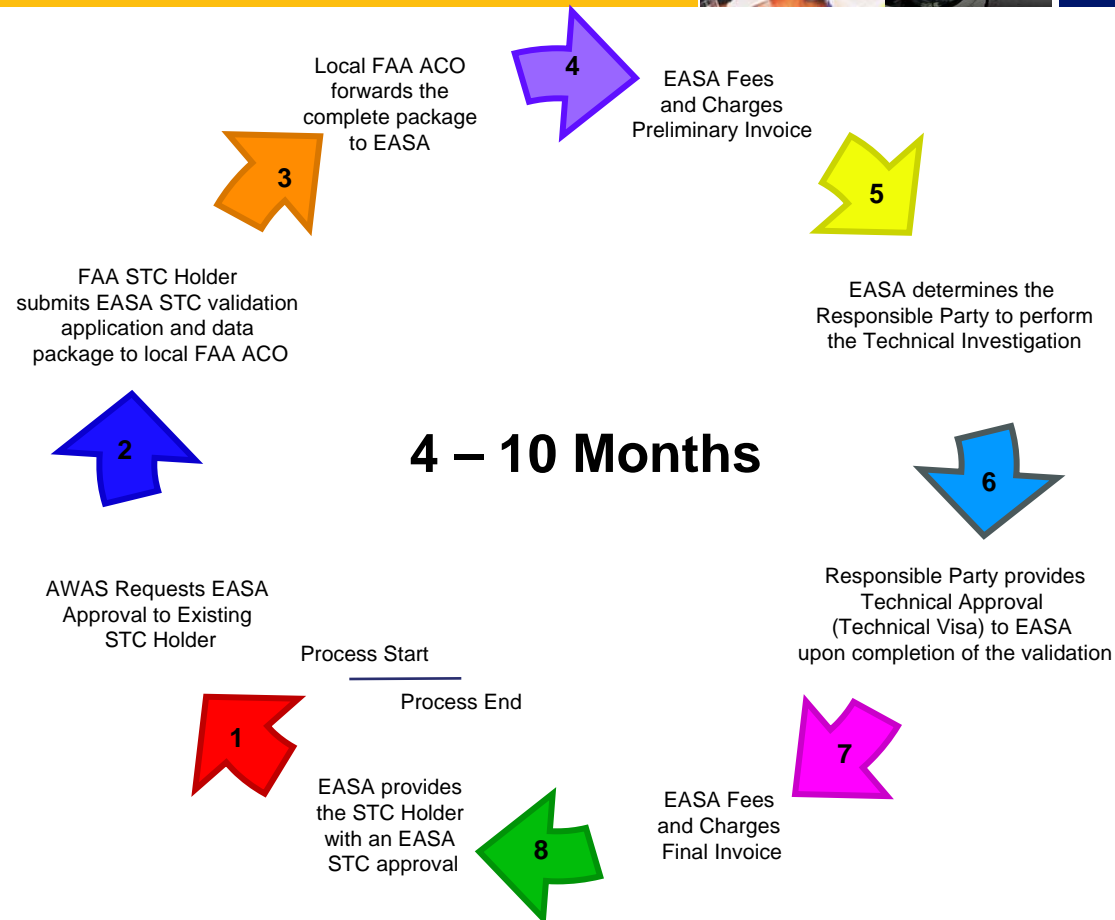 Process Start
1
AWAS Requests EASA
Approval to Existing
STC Holder
2
FAA STC Holder
submits EASA STC validation
application and data
package to local FAA ACO
3
Local FAA ACO
forwards the
complete package
to EASA
4
EASA Fees
and Charges
Preliminary Invoice
5
EASA determines the
Responsible Party to perform
the Technical Investigation
6
Responsible Party provides
Technical Approval
(Technical Visa) to EASA
upon completion of the validation
7
EASA Fees
and Charges
Final Invoice
8
EASA provides
the STC Holder
with an EASA
STC approval
Process End
4 – 10 Months